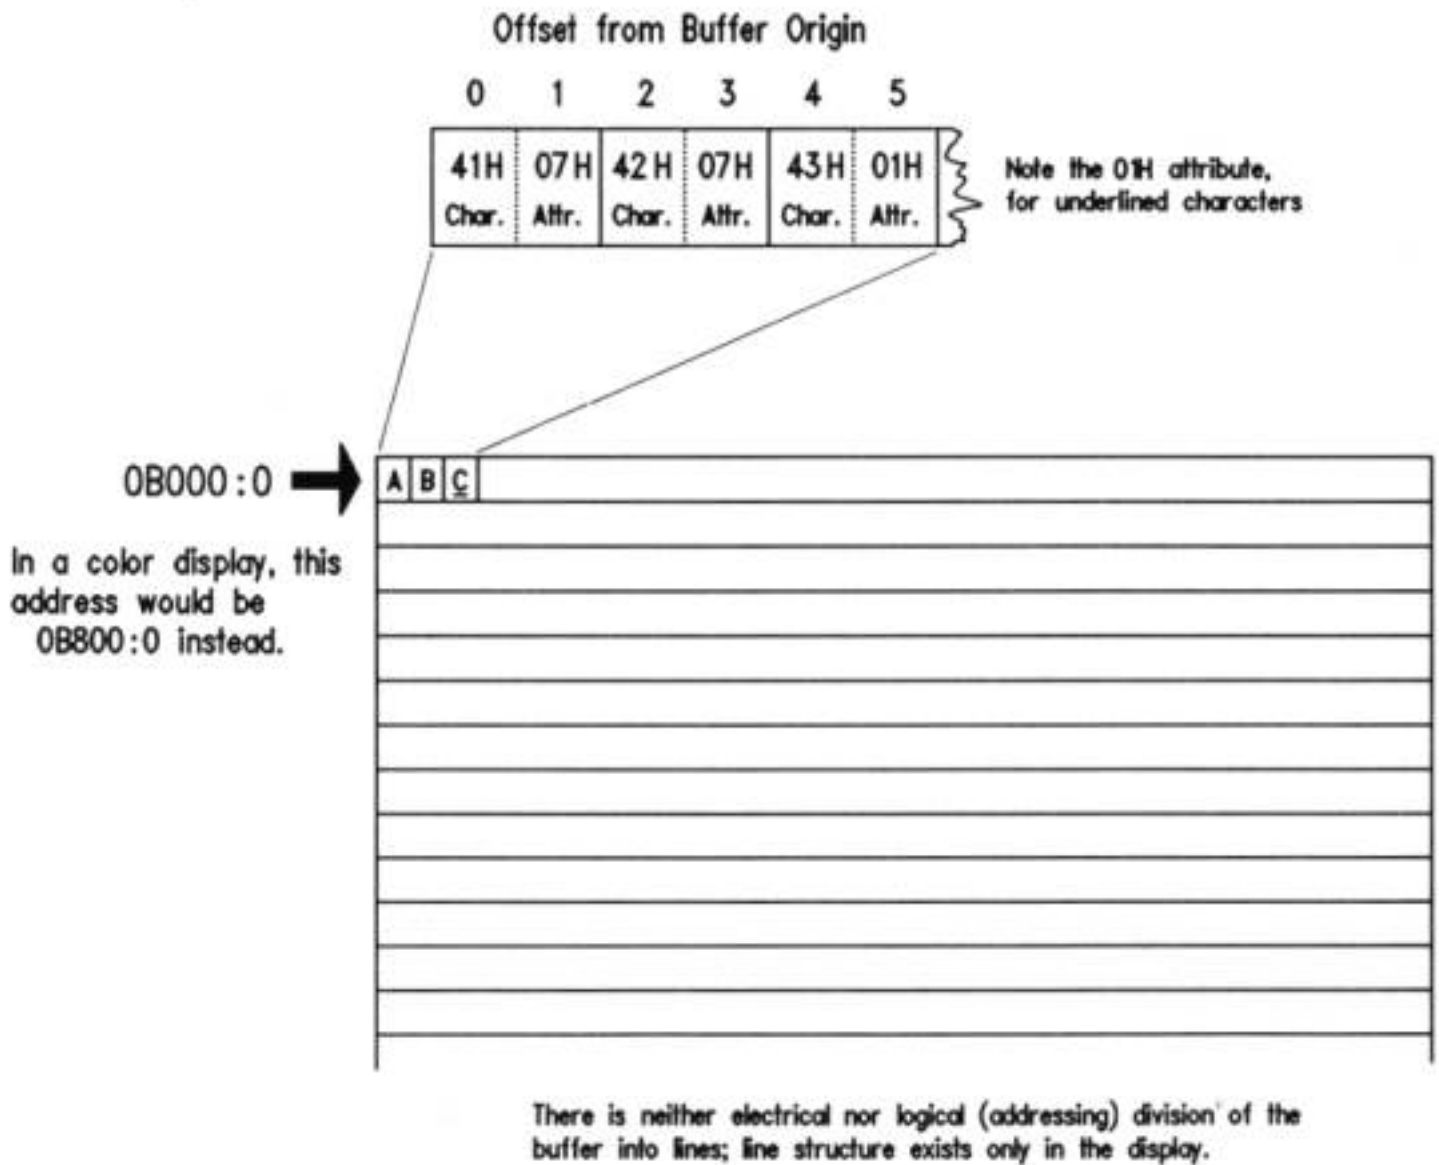 Offset from Buffer Origin
0 1 2 3 4 5
41H 07H 42H 07H 43H 01H
Char. Attr. Char. Attr. Char. Attr.
Note the 01H attribute,
for underlined characters
0B000:0
A B C
In a color display, this
address would be
0B800:0 instead.
There is neither electrical nor logical (addressing) division of the
buffer into lines; line structure exists only in the display.